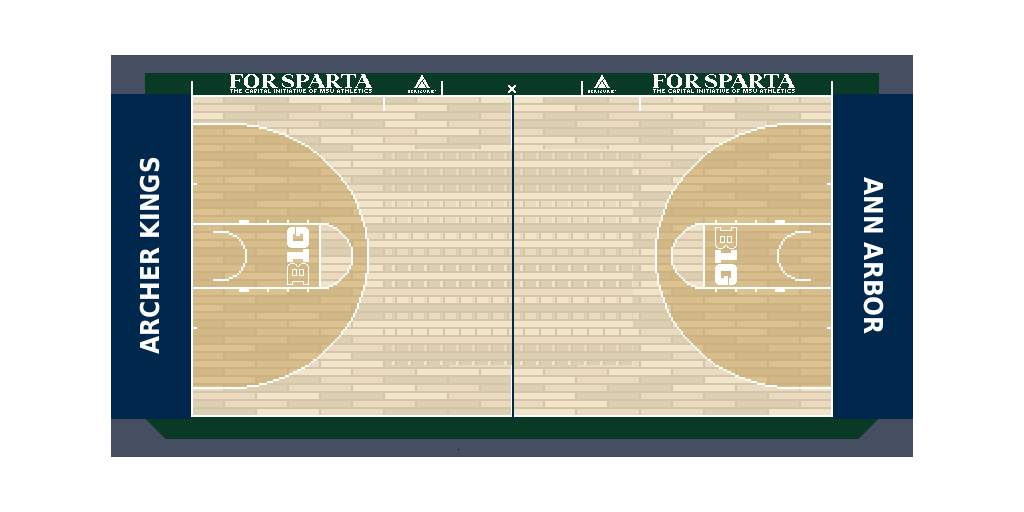 FOR SPARTA
THE CAPITAL INITIATIVE OF MSU ATHLETICS
FOR SPARTA
THE CAPITAL INITIATIVE OF MSU ATHLETICS
ARCHER KINGS
B1G
B1G
ANN ARBOR